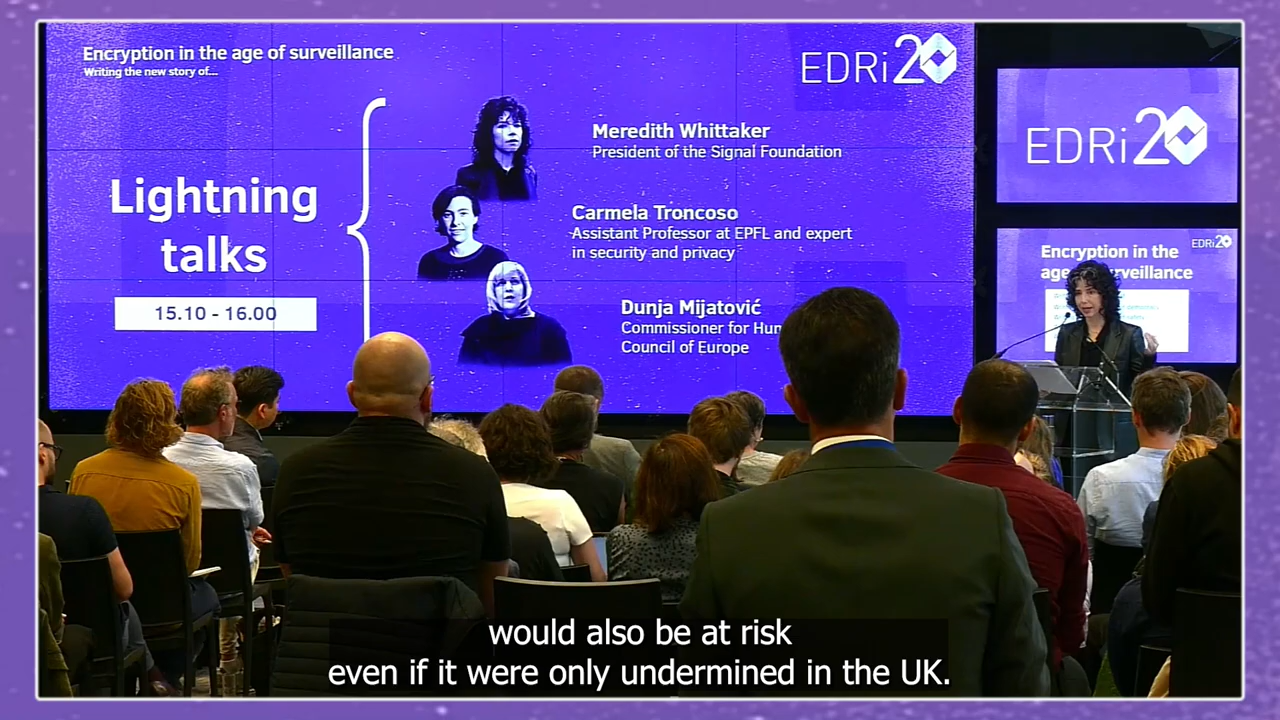 Encryption in the age of surveillance
Writing the new story of...
EDRi20
Lightning
talks
15.10 - 16.00
Meredith Whittaker
President of the Signal Foundation
Carmela Troncoso
Assistant Professor at EPFL and expert
in security and privacy
Dunja Mijatović
Commissioner for Hum
Council of Europe
EDRi20
EDRi20
Encryption in the
age surveillance
would also be at risk
even if it were only undermined in the UK.